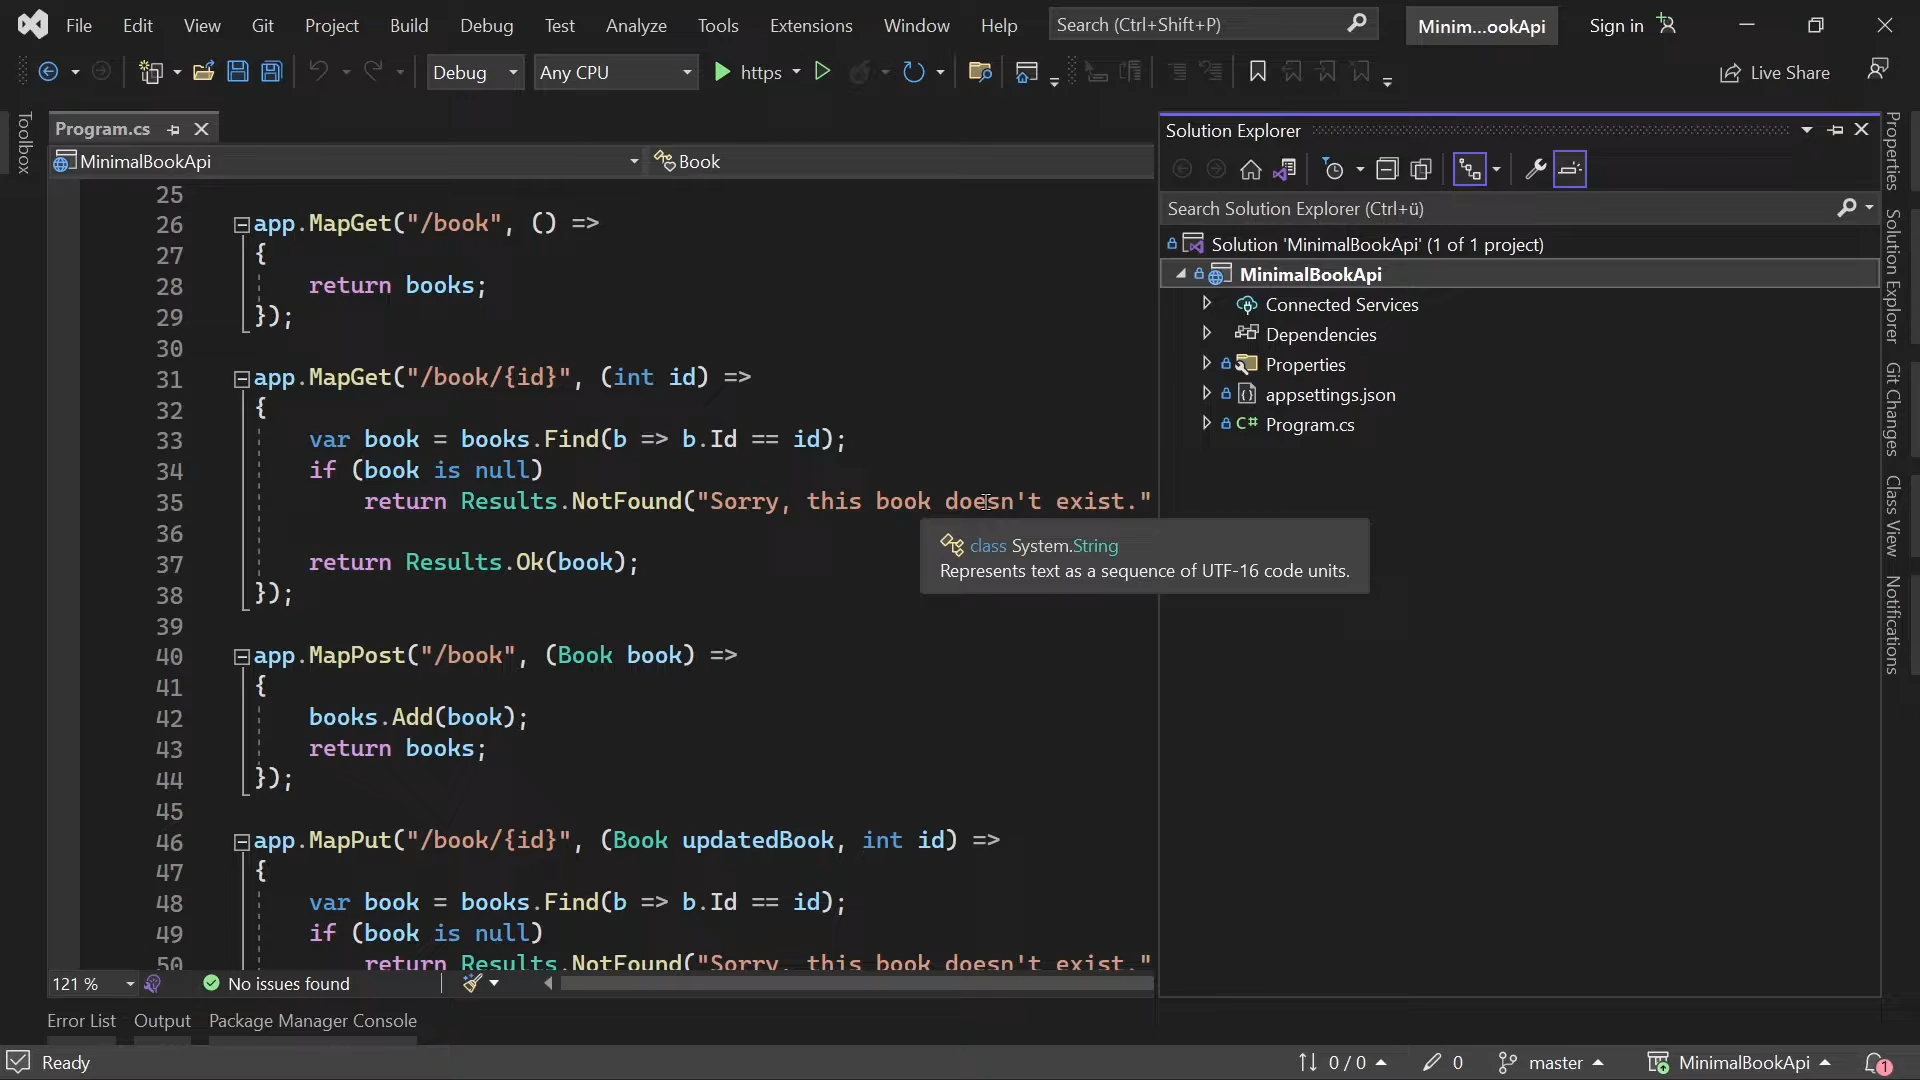 File Edit View Git Project Build Debug Test Analyze Tools Extensions Window Help Search (Ctrl+Shift+P) Minim...ookApi Sign in
Debug Any CPU https Live Share
Toolbox
Program.cs
MinimalBookApi Book
25
26 app.MapGet("/book", () =>
27 {
28 return books;
29 });
30
31 app.MapGet("/book/{id}", (int id) =>
32 {
33 var book = books.Find(b => b.Id == id);
34 if (book is null)
35 return Results.NotFound("Sorry, this book doesn't exist."
36
37 return Results.Ok(book);
38 });
39
40 app.MapPost("/book", (Book book) =>
41 {
42 books.Add(book);
43 return books;
44 });
45
46 app.MapPut("/book/{id}", (Book updatedBook, int id) =>
47 {
48 var book = books.Find(b => b.Id == id);
49 if (book is null)
50 return Results.NotFound("Sorry, this book doesn't exist."
class System.String
Represents text as a sequence of UTF-16 code units.
121 % No issues found
Solution Explorer
Search Solution Explorer (Ctrl+ü)
Solution 'MinimalBookApi' (1 of 1 project)
MinimalBookApi
Connected Services
Dependencies
Properties
appsettings.json
C# Program.cs
Properties
Solution Explorer
Git Changes
Class View
Notifications
Error List Output Package Manager Console
Ready 0 / 0 0 master MinimalBookApi 1